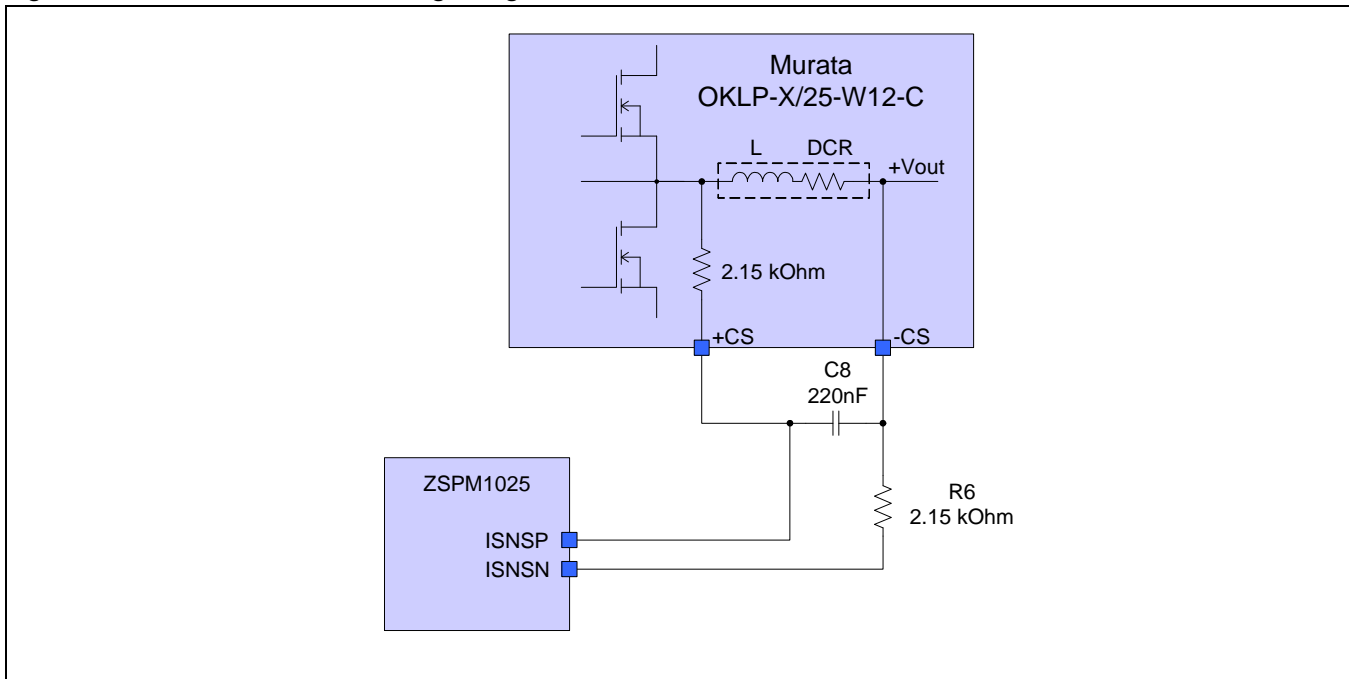 Murata
OKLP-X/25-W12-C
L DCR
+Vout
2.15 kOhm
+CS
-CS
C8
220nF
ZSPM1025
R6
2.15 kOhm
ISNSP
ISNSN